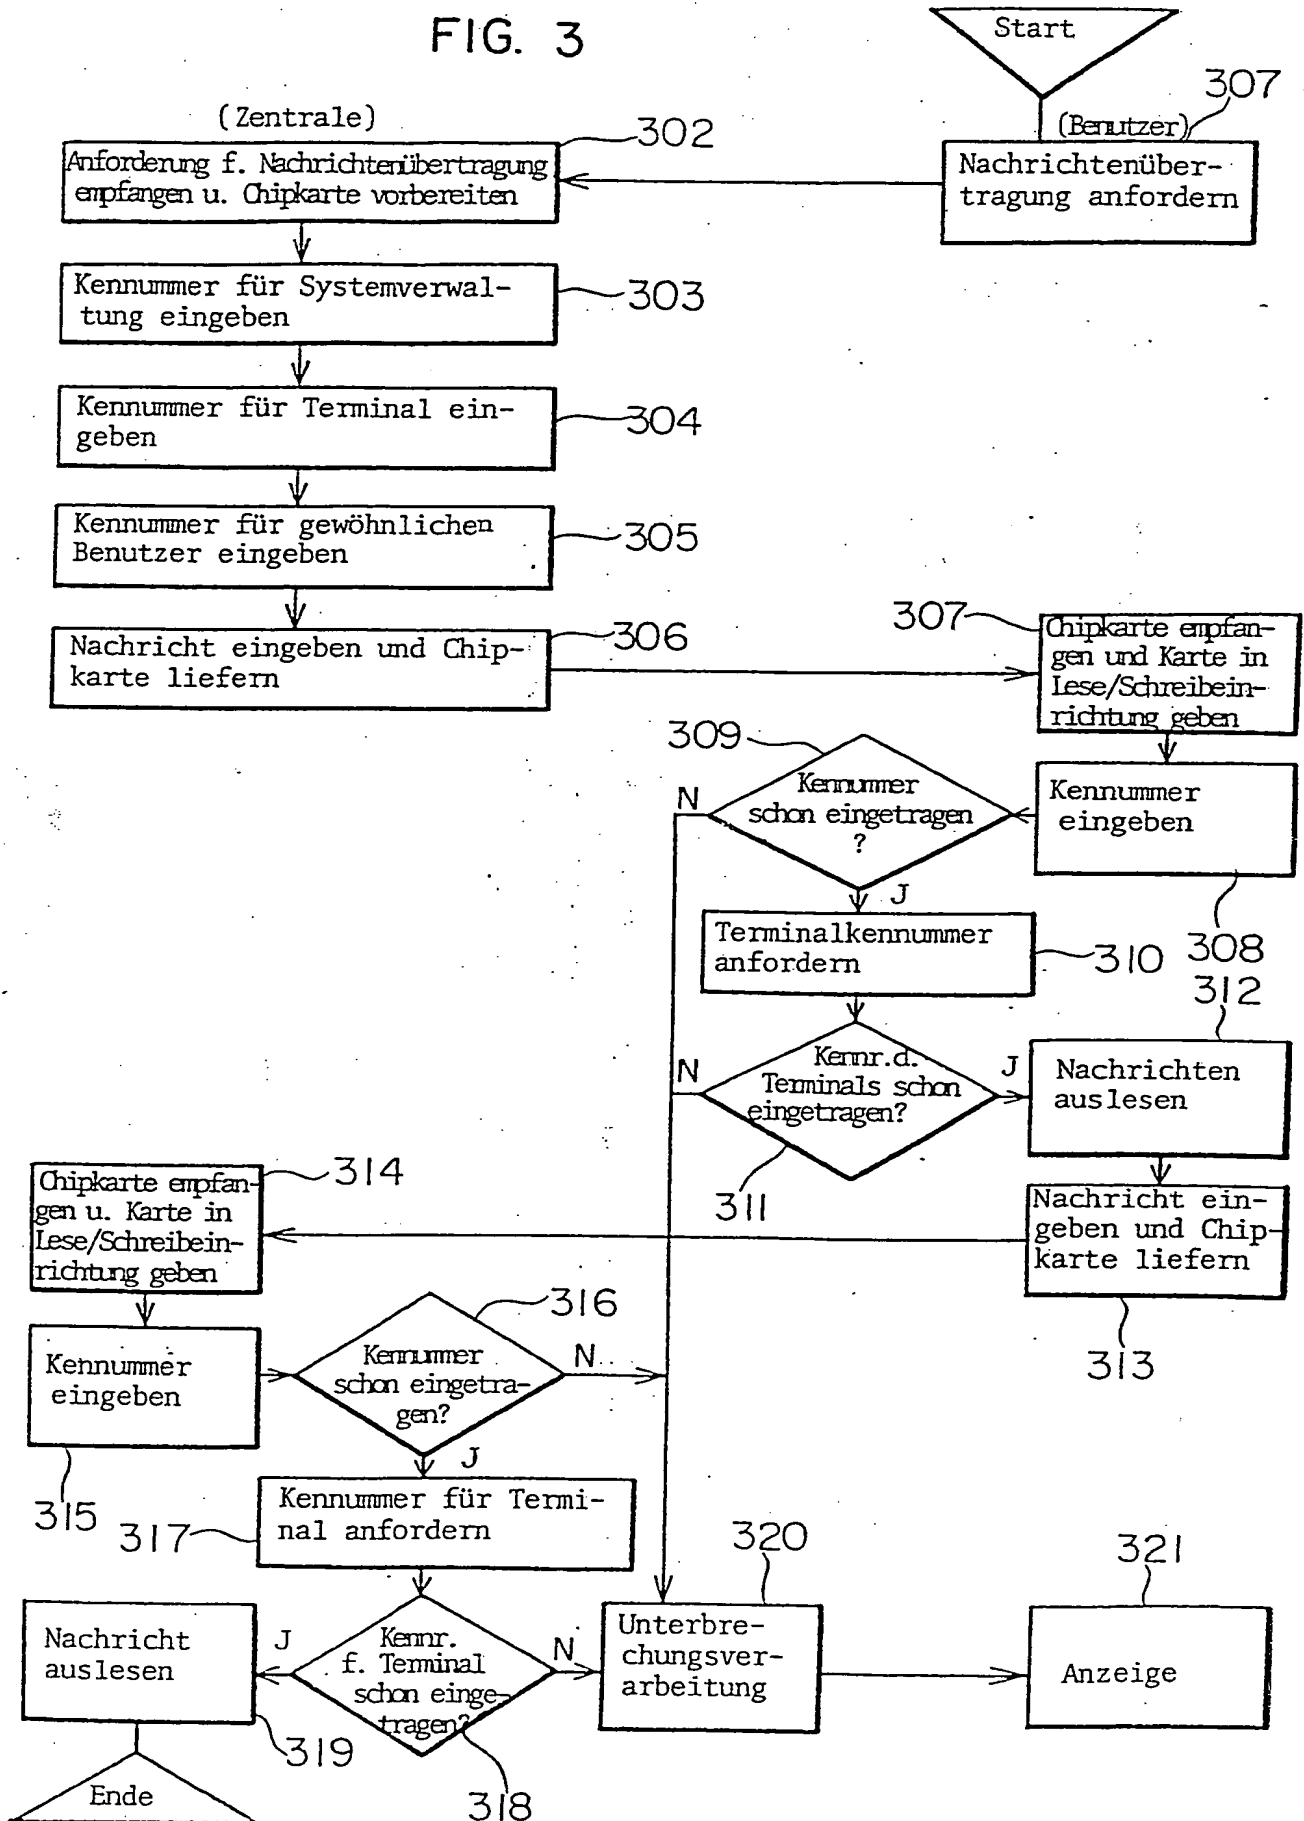 FIG. 3
Start
(Zentrale)
302
307
(Benutzer)
Anforderung f. Nachrichtenübertragung
empfangen u. Chipkarte vorbereiten
Nachrichtenüber-
tragung anfordern
Kennummer für Systemverwal-
tung eingeben
303
Kennummer für Terminal ein-
geben
304
Kennummer für gewöhnlichen
Benutzer eingeben
305
Nachricht eingeben und Chip-
karte liefern
306
307
Chipkarte empfan-
gen und Karte in
Lese/Schreibein-
richtung geben
309
Kennummer
schon eingetragen
?
N
J
Kennummer
eingeben
308
Terminalkennummer
anfordern
310
312
Kennr.d.
Terminals schon
eingetragen?
N
J
311
Nachrichten
auslesen
Nachricht ein-
geben und Chip-
karte liefern
313
314
Chipkarte empfan-
gen u. Karte in
Lese/Schreibein-
richtung geben
Kennummer
eingeben
315
316
Kennummer
schon eingetra-
gen?
N
J
Kennummer für Termi-
nal anfordern
317
320
321
Nachricht
auslesen
319
J
Kennr.
f. Terminal
schon einge-
tragen?
N
318
Unterbre-
chungsver-
arbeitung
Anzeige
Ende